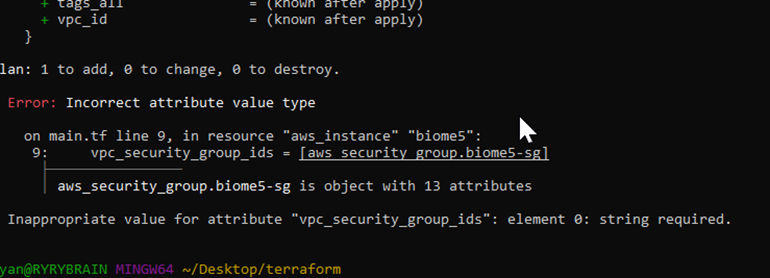 + tags_all = (known after apply)
+ vpc_id = (known after apply)
}
lan: 1 to add, 0 to change, 0 to destroy.
Error: Incorrect attribute value type
on main.tf line 9, in resource "aws_instance" "biome5":
9: vpc_security_group_ids = [aws_security_group.biome5-sg]
aws_security_group.biome5-sg is object with 13 attributes
Inappropriate value for attribute "vpc_security_group_ids": element 0: string required.
yan@RYRYBRAIN MINGW64 ~/Desktop/terraform